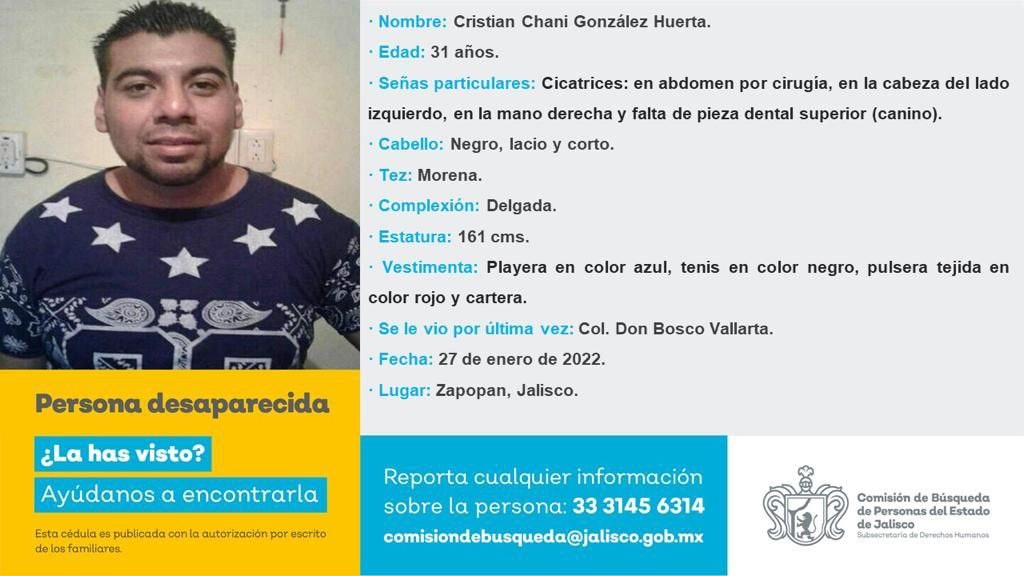 · Nombre: Cristian Chani González Huerta.
· Edad: 31 años.
· Señas particulares: Cicatrices: en abdomen por cirugía, en la cabeza del lado
izquierdo, en la mano derecha y falta de pieza dental superior (canino).
· Cabello: Negro, lacio y corto.
· Tez: Morena.
· Complexión: Delgada.
· Estatura: 161 cms.
· Vestimenta: Playera en color azul, tenis en color negro, pulsera tejida en
color rojo y cartera.
· Se le vio por última vez: Col. Don Bosco Vallarta.
· Fecha: 27 de enero de 2022.
· Lugar: Zapopan, Jalisco.
Persona desaparecida
¿La has visto?
Ayúdanos a encontrarla
Esta cédula es publicada con la autorización por escrito
de los familiares.
Reporta cualquier información
sobre la persona: 33 3145 6314
comisiondebusqueda@jalisco.gob.mx
Comisión de Búsqueda
de Personas del Estado
de Jalisco
Subsecretaría de Derechos Humanos